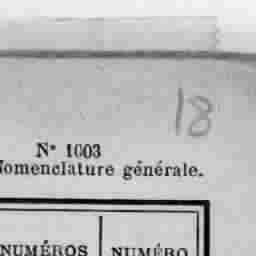 18
N° 1003
Nomenclature générale.
NUMÉROS NUMÉRO